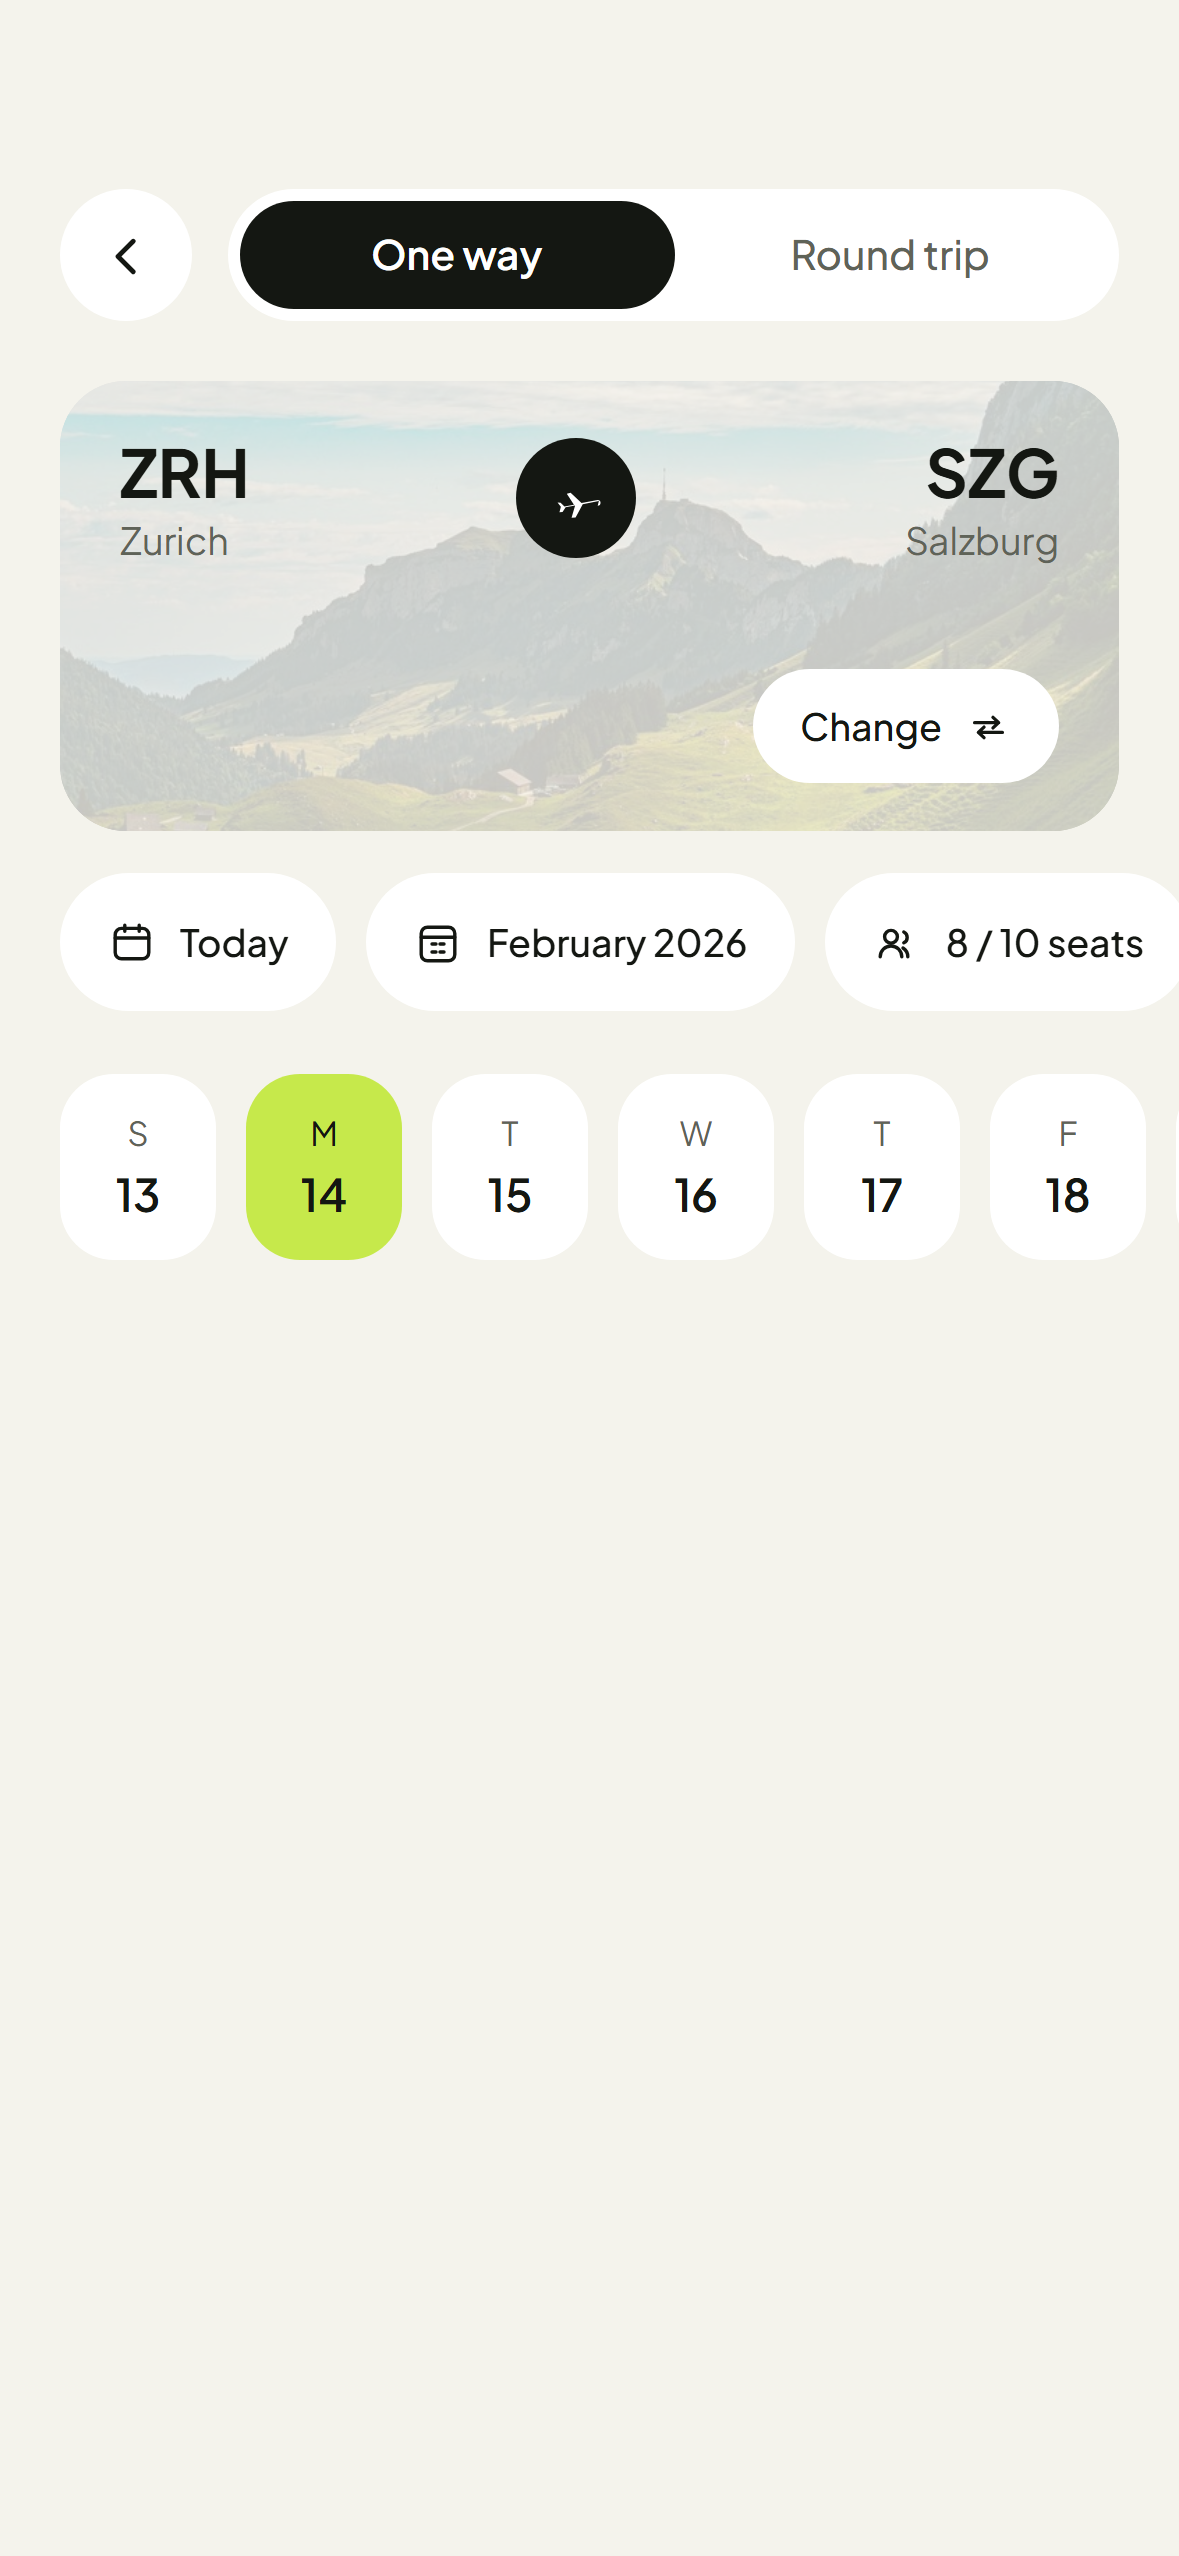 One way
Round trip
ZRH
SZG
Zurich
Salzburg
Change
Today
February 2026
8 / 10 seats
S
M
T
W
T
F
13
14
15
16
17
18